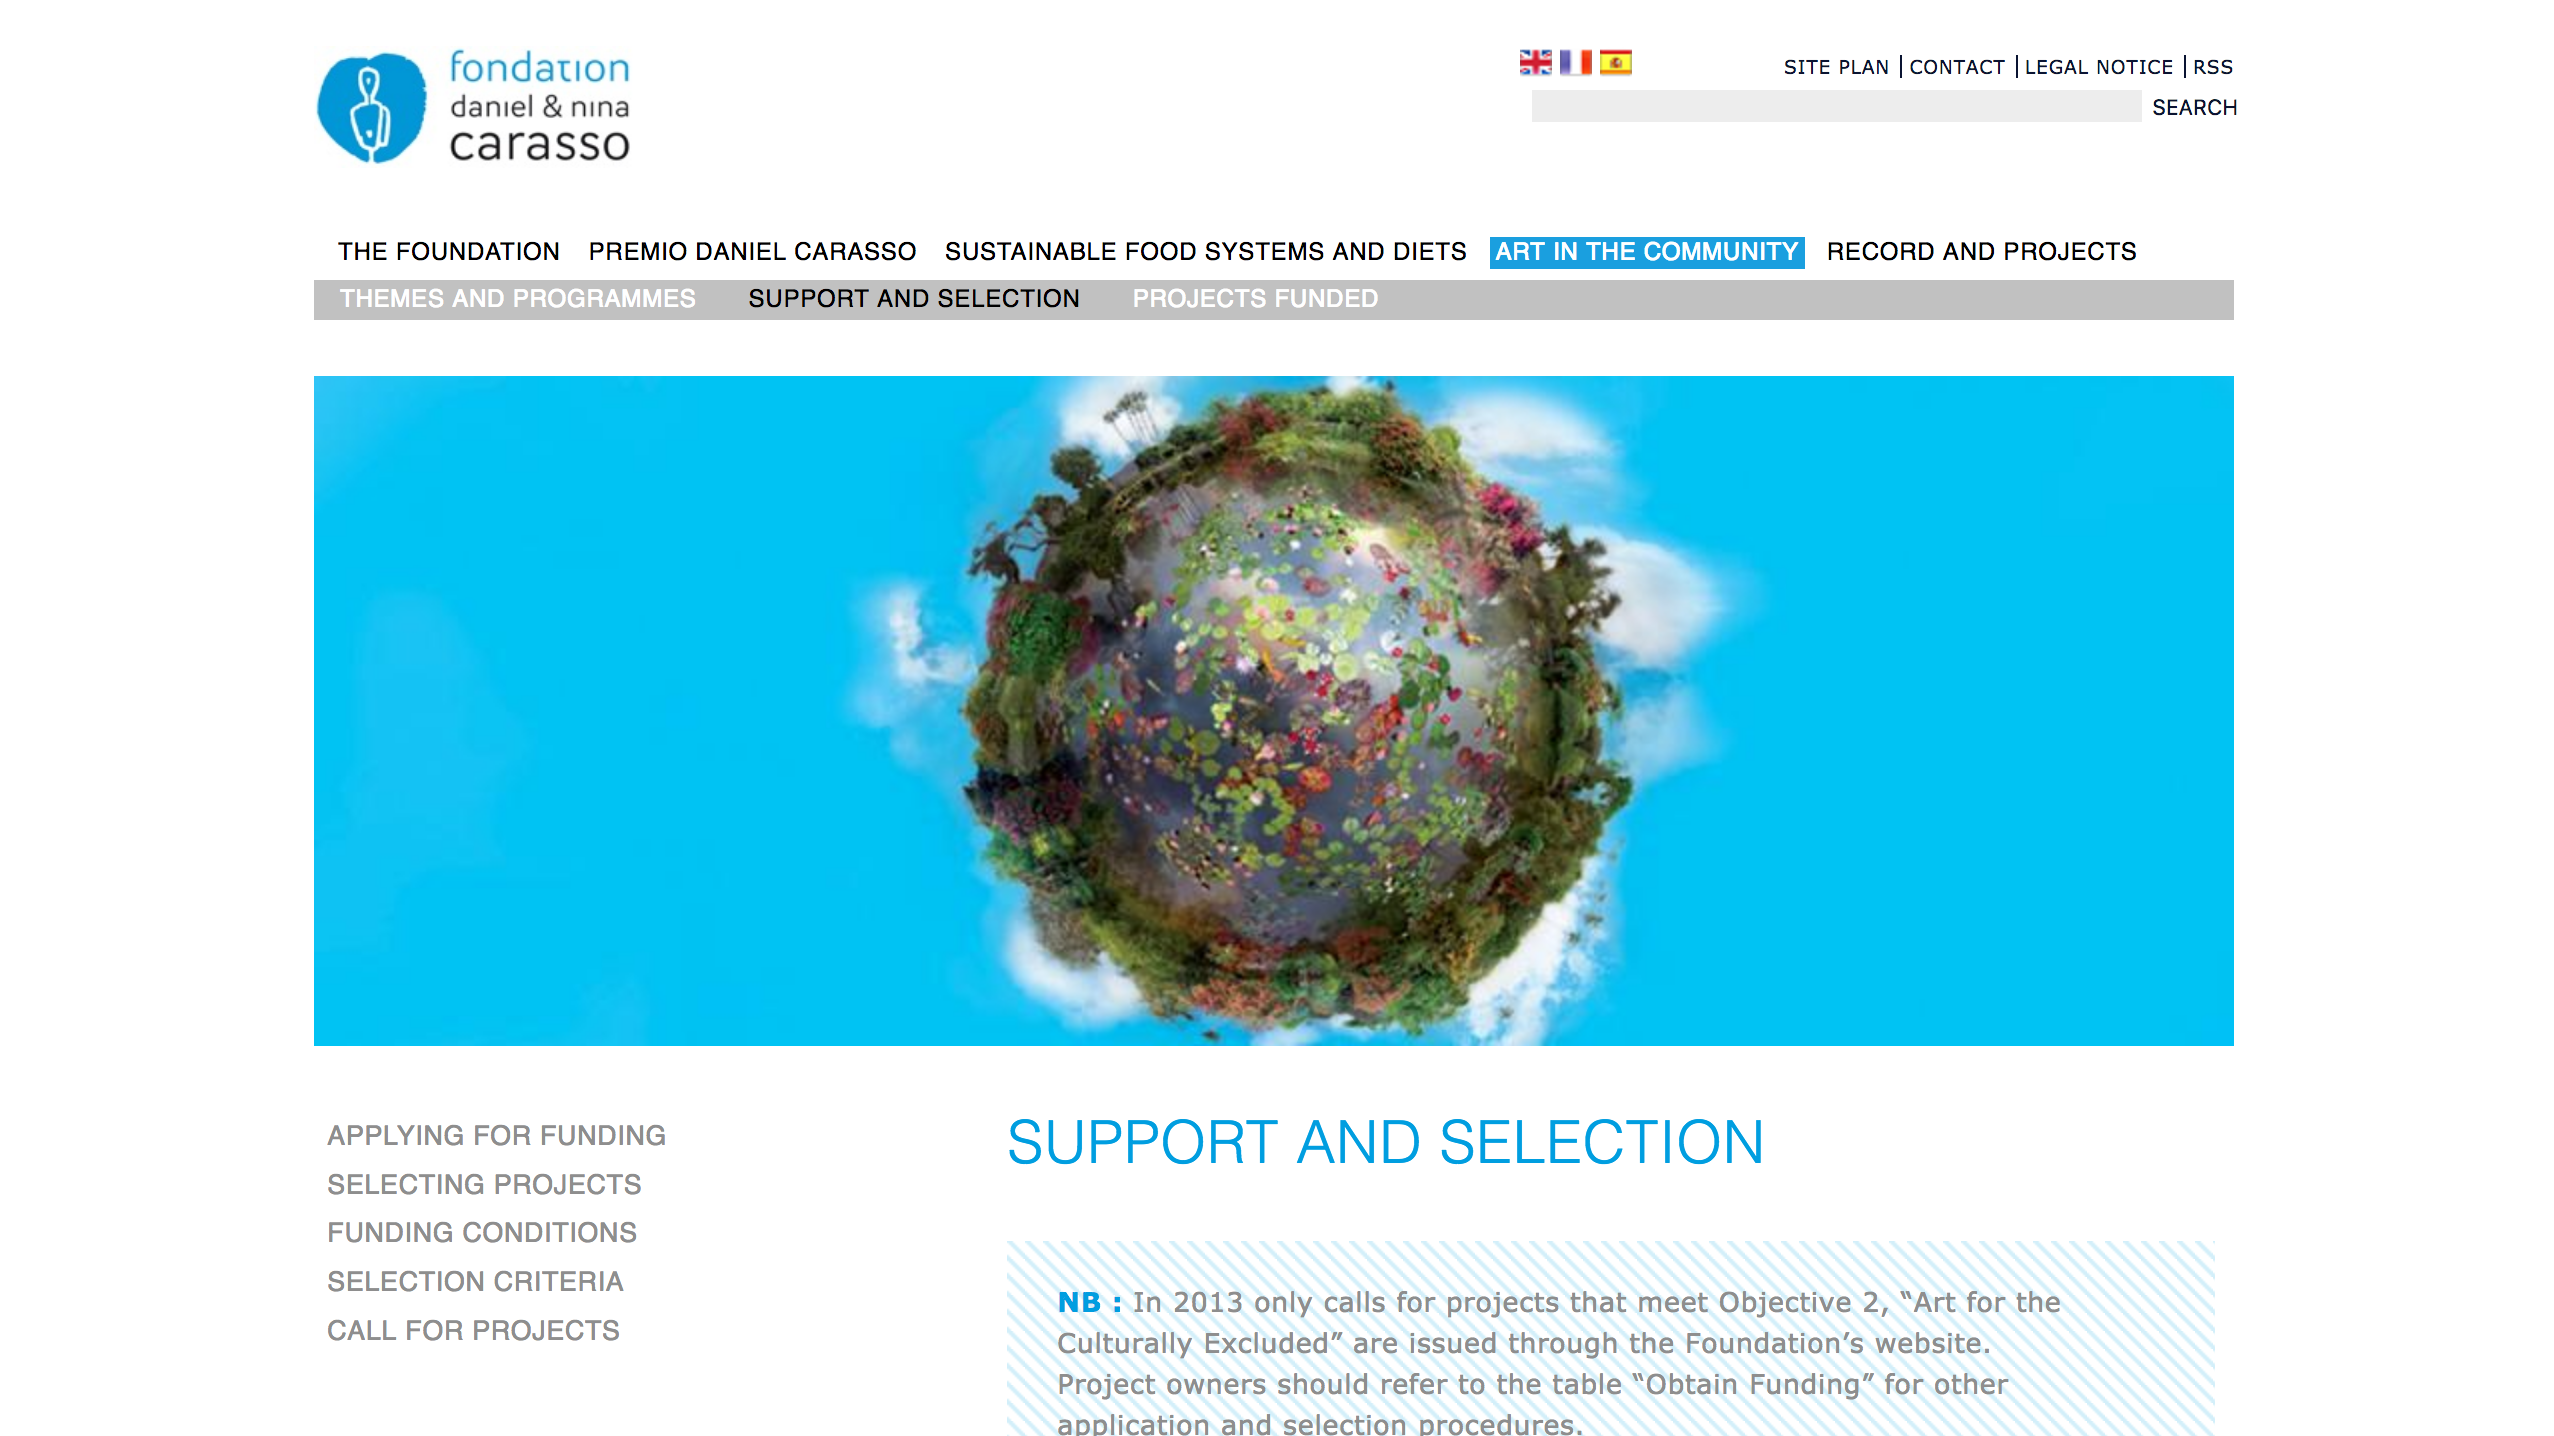 fondation
daniel & nina
carasso
SITE PLAN | CONTACT | LEGAL NOTICE | RSS
SEARCH
THE FOUNDATION PREMIO DANIEL CARASSO SUSTAINABLE FOOD SYSTEMS AND DIETS ART IN THE COMMUNITY RECORD AND PROJECTS
THEMES AND PROGRAMMES SUPPORT AND SELECTION PROJECTS FUNDED
APPLYING FOR FUNDING
SELECTING PROJECTS
FUNDING CONDITIONS
SELECTION CRITERIA
CALL FOR PROJECTS
SUPPORT AND SELECTION
NB : In 2013 only calls for projects that meet Objective 2, “Art for the
Culturally Excluded” are issued through the Foundation’s website.
Project owners should refer to the table “Obtain Funding” for other
application and selection procedures.